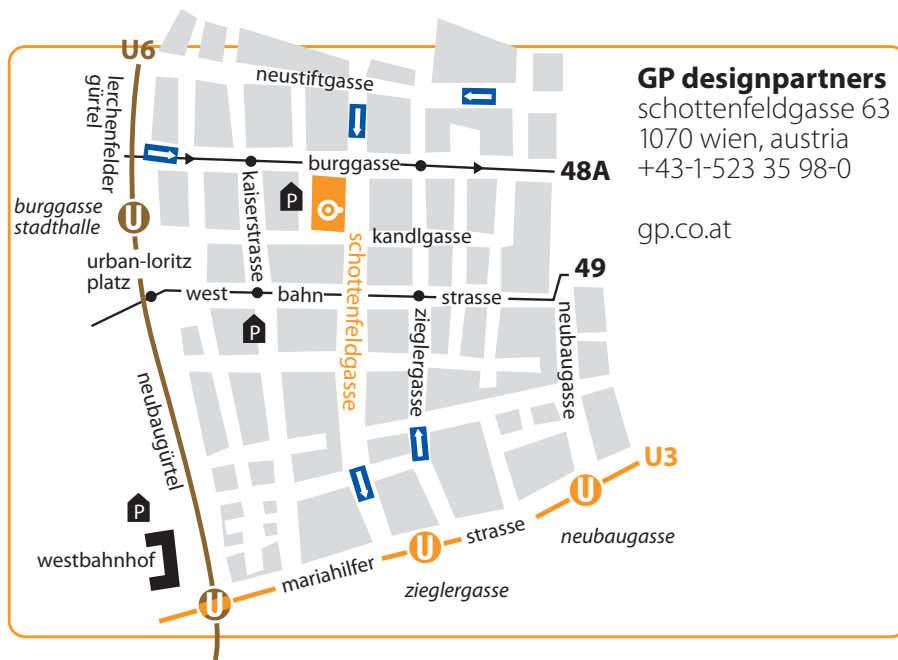 U6
lerchenfelder
gürtel
neustiftgasse
GP designpartners
schottenfeldgasse 63
1070 wien, austria
+43-1-523 35 98-0
gp.co.at
burggasse
48A
kaiserstrasse
P
burggasse
stadthalle
U
schottenfeldgasse
kandlgasse
urban-loritz
platz
49
west bahn strasse
P
zieglergasse
neubaugasse
neubaugürtel
U3
U
neubaugasse
P
westbahnhof
mariahilfer strasse
U
zieglergasse
U